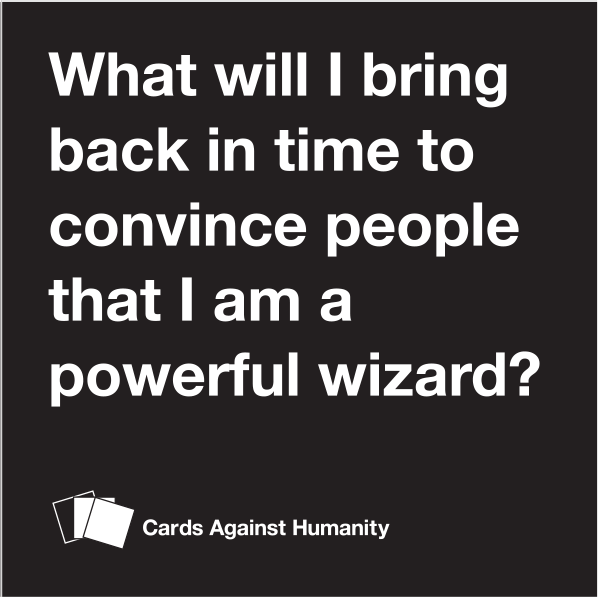 What will I bring
back in time to
convince people
that I am a
powerful wizard?
Cards Against Humanity